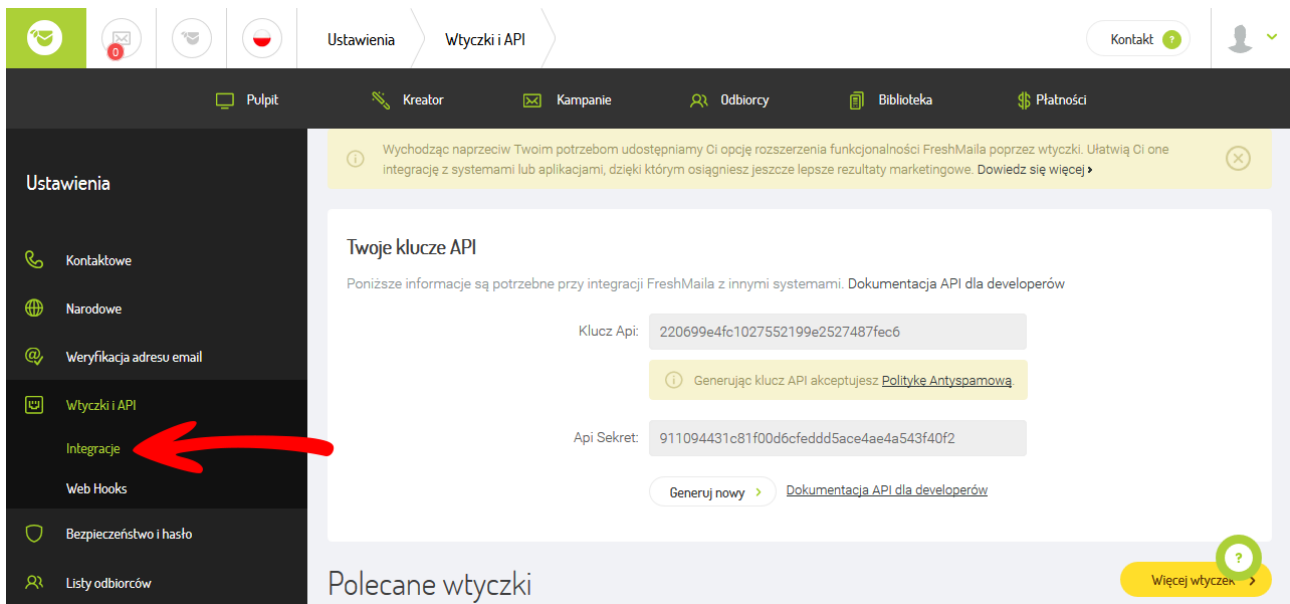 0
Ustawienia
Wtyczki i API
Kontakt ?
Pulpit
Kreator
Kampanie
Odbiorcy
Biblioteka
Płatności
Ustawienia
Kontaktowe
Narodowe
Weryfikacja adresu email
Wtyczki i API
Integracje
Web Hooks
Bezpieczeństwo i hasło
Listy odbiorców
Wychodząc naprzeciw Twoim potrzebom udostępniamy Ci opcję rozszerzenia funkcjonalności FreshMaila poprzez wtyczki. Ułatwią Ci one
integrację z systemami lub aplikacjami, dzięki którym osiągniesz jeszcze lepsze rezultaty marketingowe. Dowiedz się więcej ›
Twoje klucze API
Poniższe informacje są potrzebne przy integracji FreshMaila z innymi systemami. Dokumentacja API dla developerów
Klucz Api: 220699e4fc1027552199e2527487fec6
Generując klucz API akceptujesz Politykę Antyspamową.
Api Sekret: 911094431c81f00d6cfeddd5ace4ae4a543f40f2
Generuj nowy › Dokumentacja API dla developerów
Polecane wtyczki
Więcej wtyczek ›
?